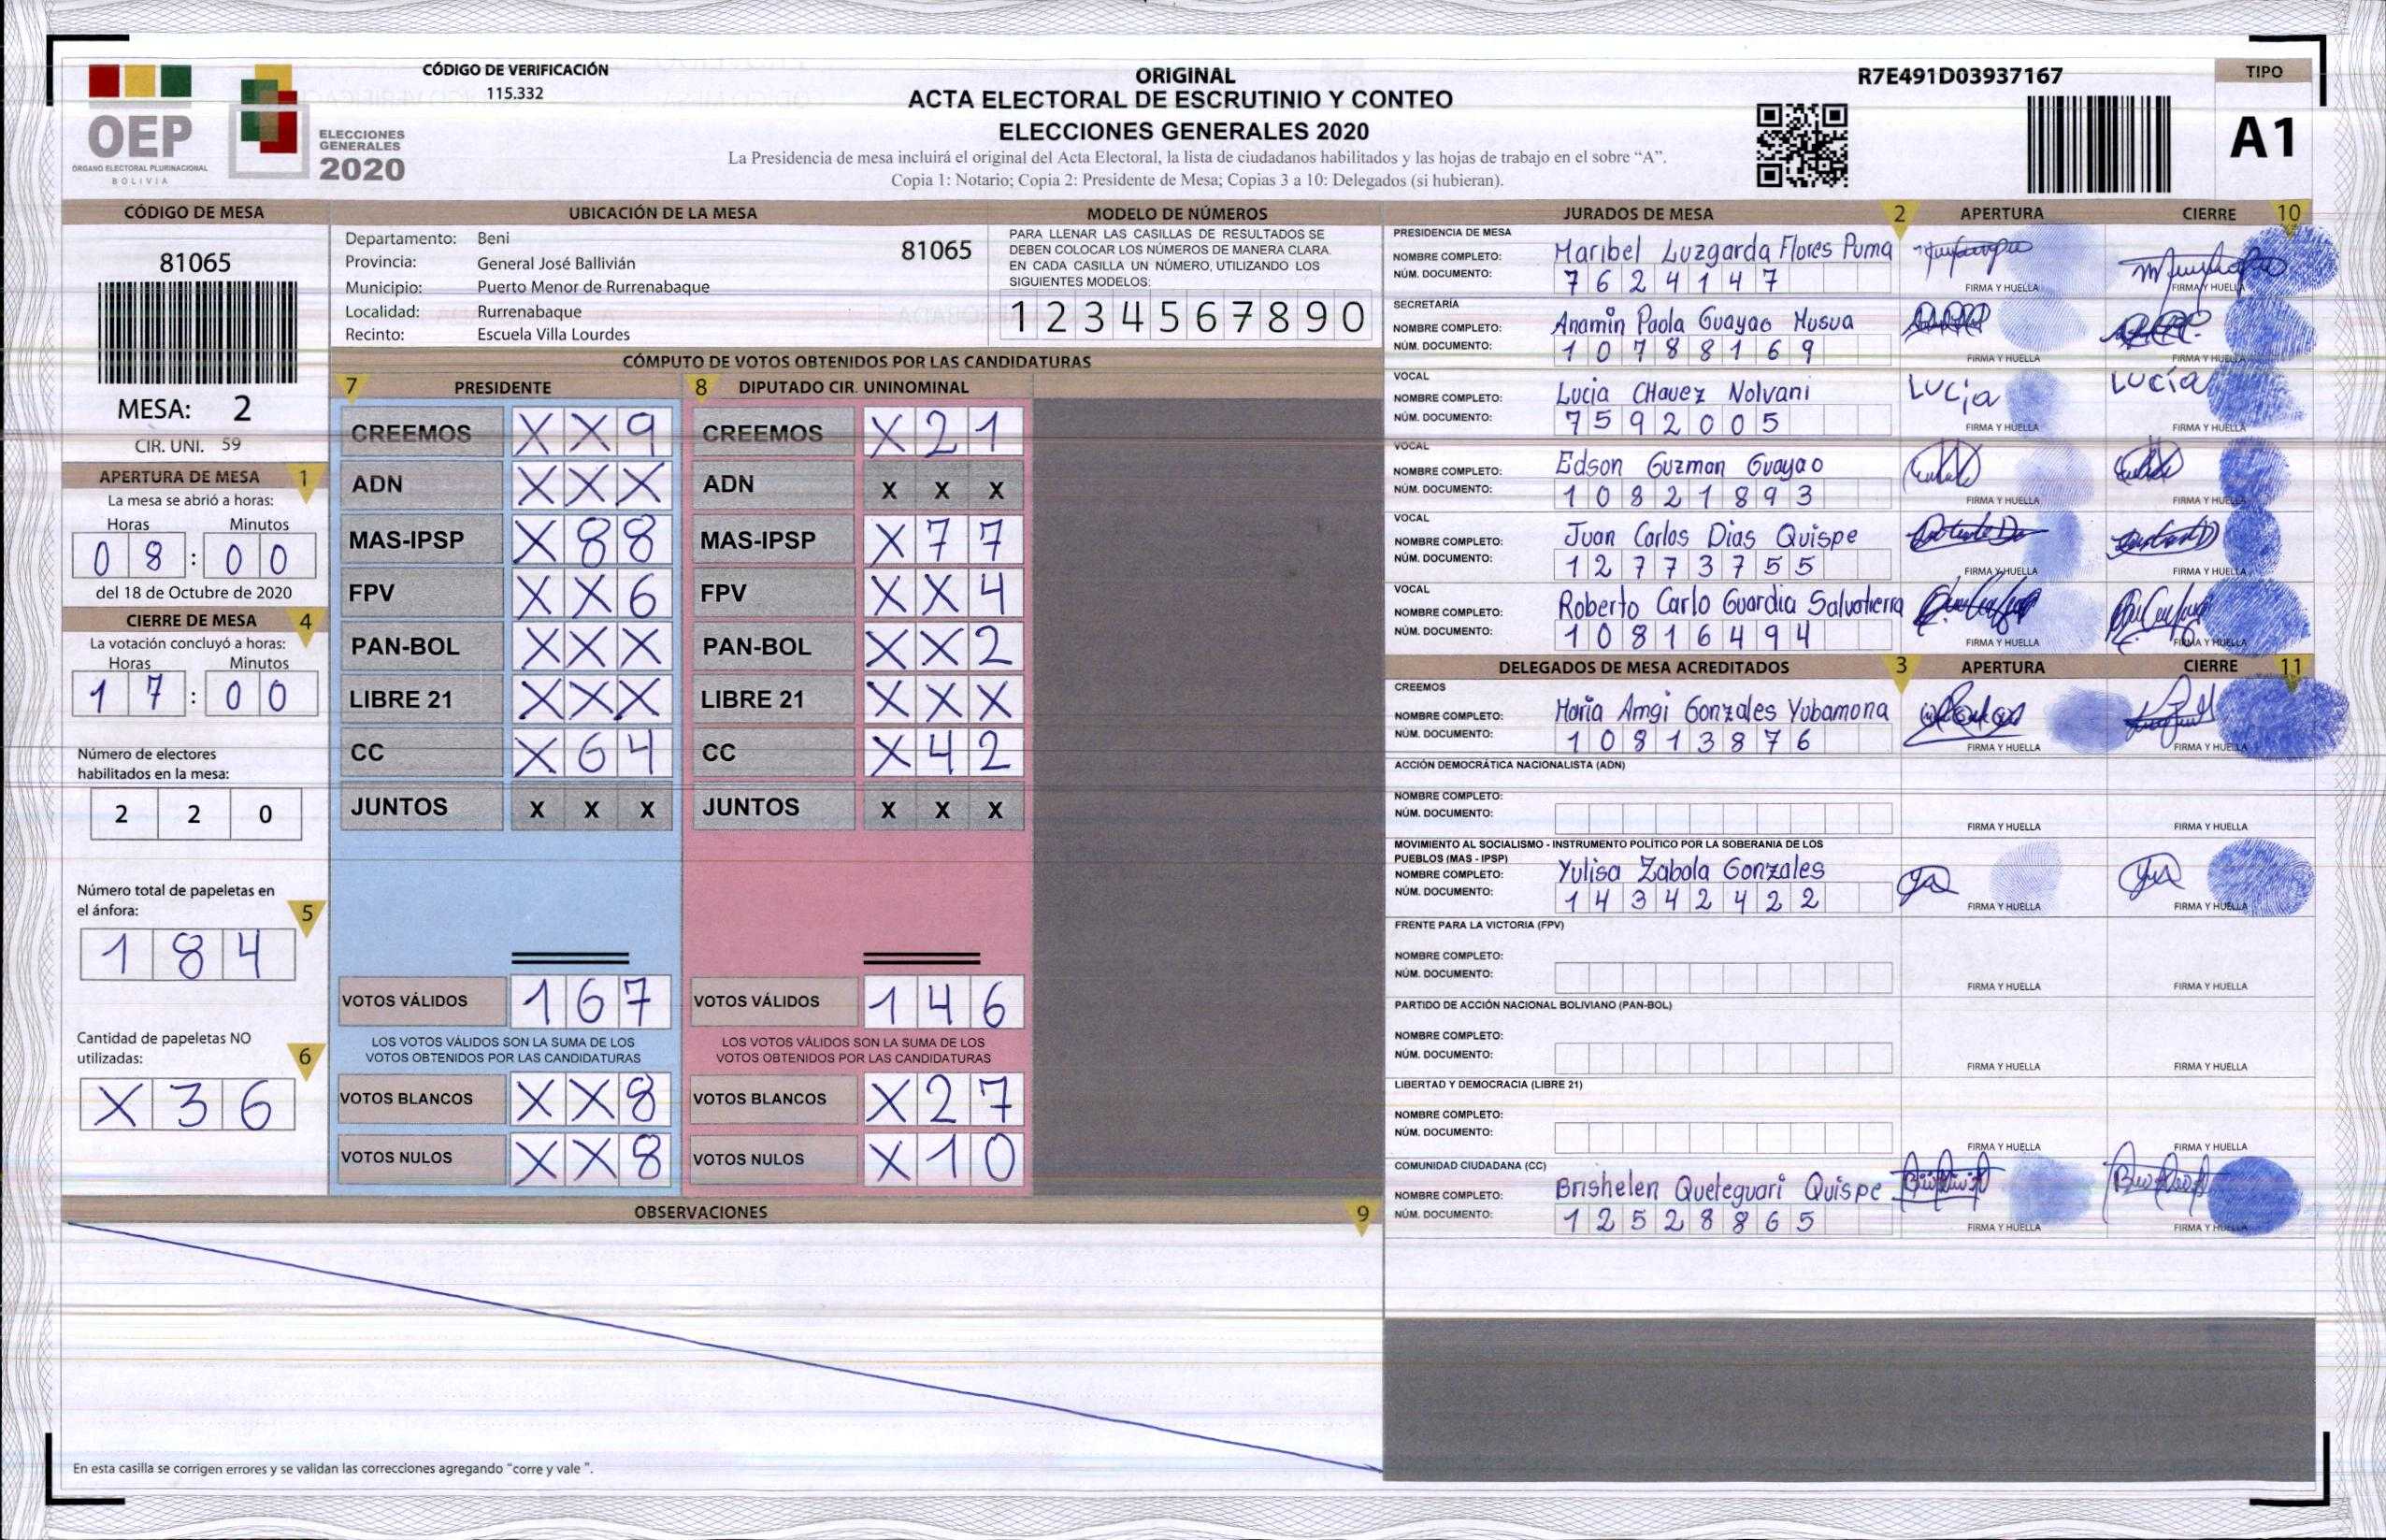 CÓDIGO DE VERIFICACIÓN
115.332
OEP
ÓRGANO ELECTORAL PLURINACIONAL
BOLIVIA
ELECCIONES
GENERALES
2020
ORIGINAL
ACTA ELECTORAL DE ESCRUTINIO Y CONTEO
ELECCIONES GENERALES 2020
La Presidencia de mesa incluirá el original del Acta Electoral, la lista de ciudadanos habilitados y las hojas de trabajo en el sobre “A”.
Copia 1: Notario; Copia 2: Presidente de Mesa; Copias 3 a 10: Delegados (si hubieran).
R7E491D03937167
TIPO
A1
CÓDIGO DE MESA
81065
MESA: 2
CIR. UNI. 59
APERTURA DE MESA 1
La mesa se abrió a horas:
Horas Minutos
0 8 : 0 0
del 18 de Octubre de 2020
CIERRE DE MESA 4
La votación concluyó a horas:
Horas Minutos
1 7 : 0 0
Número de electores
habilitados en la mesa:
2 2 0
Número total de papeletas en
el ánfora: 5
1 8 4
Cantidad de papeletas NO
utilizadas: 6
X 3 6
UBICACIÓN DE LA MESA
Departamento: Beni
81065
Provincia: General José Ballivián
Municipio: Puerto Menor de Rurrenabaque
Localidad: Rurrenabaque
Recinto: Escuela Villa Lourdes
MODELO DE NÚMEROS
PARA LLENAR LAS CASILLAS DE RESULTADOS SE
DEBEN COLOCAR LOS NÚMEROS DE MANERA CLARA.
EN CADA CASILLA UN NÚMERO, UTILIZANDO LOS
SIGUIENTES MODELOS:
1 2 3 4 5 6 7 8 9 0
CÓMPUTO DE VOTOS OBTENIDOS POR LAS CANDIDATURAS
7 PRESIDENTE 8 DIPUTADO CIR. UNINOMINAL
CREEMOS X X 9 CREEMOS X 2 1
ADN X X X ADN X X X
MAS-IPSP X 8 8 MAS-IPSP X 7 7
FPV X X 6 FPV X X 4
PAN-BOL X X X PAN-BOL X X 2
LIBRE 21 X X X LIBRE 21 X X X
CC X 6 4 CC X 4 2
JUNTOS X X X JUNTOS X X X
VOTOS VÁLIDOS 1 6 7 VOTOS VÁLIDOS 1 4 6
LOS VOTOS VÁLIDOS SON LA SUMA DE LOS LOS VOTOS VÁLIDOS SON LA SUMA DE LOS
VOTOS OBTENIDOS POR LAS CANDIDATURAS VOTOS OBTENIDOS POR LAS CANDIDATURAS
VOTOS BLANCOS X X 8 VOTOS BLANCOS X 2 7
VOTOS NULOS X X 8 VOTOS NULOS X 1 0
OBSERVACIONES 9
En esta casilla se corrigen errores y se validan las correcciones agregando “corre y vale ”.
JURADOS DE MESA 2 APERTURA CIERRE 10
PRESIDENCIA DE MESA
NOMBRE COMPLETO: Maribel Luzgarda Flores Puma
NÚM. DOCUMENTO: 7 6 2 4 1 4 7
FIRMA Y HUELLA FIRMA Y HUELLA
SECRETARÍA
NOMBRE COMPLETO: Anamin Paola Guayao Musua
NÚM. DOCUMENTO: 1 0 7 8 8 1 6 9
FIRMA Y HUELLA FIRMA Y HUELLA
VOCAL
NOMBRE COMPLETO: Lucia CHavez Nolvani LUCia LUCía
NÚM. DOCUMENTO: 7 5 9 2 0 0 5
FIRMA Y HUELLA FIRMA Y HUELLA
VOCAL
NOMBRE COMPLETO: Edson Guzman Guayao
NÚM. DOCUMENTO: 1 0 8 2 1 8 9 3
FIRMA Y HUELLA FIRMA Y HUELLA
VOCAL
NOMBRE COMPLETO: Juan Carlos Dias Quispe
NÚM. DOCUMENTO: 1 2 7 7 3 7 5 5
FIRMA Y HUELLA FIRMA Y HUELLA
VOCAL
NOMBRE COMPLETO: Roberto Carlo Guardia Salvatierra
NÚM. DOCUMENTO: 1 0 8 1 6 4 9 4
FIRMA Y HUELLA FIRMA Y HUELLA
DELEGADOS DE MESA ACREDITADOS 3 APERTURA CIERRE 11
CREEMOS
NOMBRE COMPLETO: Maria Amgi Gonzales Yubamona
NÚM. DOCUMENTO: 1 0 8 1 3 8 7 6
FIRMA Y HUELLA FIRMA Y HUELLA
ACCIÓN DEMOCRÁTICA NACIONALISTA (ADN)
NOMBRE COMPLETO:
NÚM. DOCUMENTO:
FIRMA Y HUELLA FIRMA Y HUELLA
MOVIMIENTO AL SOCIALISMO - INSTRUMENTO POLÍTICO POR LA SOBERANIA DE LOS
PUEBLOS (MAS - IPSP)
NOMBRE COMPLETO: Yulisa Zabala Gonzales
NÚM. DOCUMENTO: 1 4 3 4 2 4 2 2
FIRMA Y HUELLA FIRMA Y HUELLA
FRENTE PARA LA VICTORIA (FPV)
NOMBRE COMPLETO:
NÚM. DOCUMENTO:
FIRMA Y HUELLA FIRMA Y HUELLA
PARTIDO DE ACCIÓN NACIONAL BOLIVIANO (PAN-BOL)
NOMBRE COMPLETO:
NÚM. DOCUMENTO:
FIRMA Y HUELLA FIRMA Y HUELLA
LIBERTAD Y DEMOCRACIA (LIBRE 21)
NOMBRE COMPLETO:
NÚM. DOCUMENTO:
FIRMA Y HUELLA FIRMA Y HUELLA
COMUNIDAD CIUDADANA (CC)
NOMBRE COMPLETO: Brishelen Queteguari Quispe
NÚM. DOCUMENTO: 1 2 5 2 8 8 6 5
FIRMA Y HUELLA FIRMA Y HUELLA